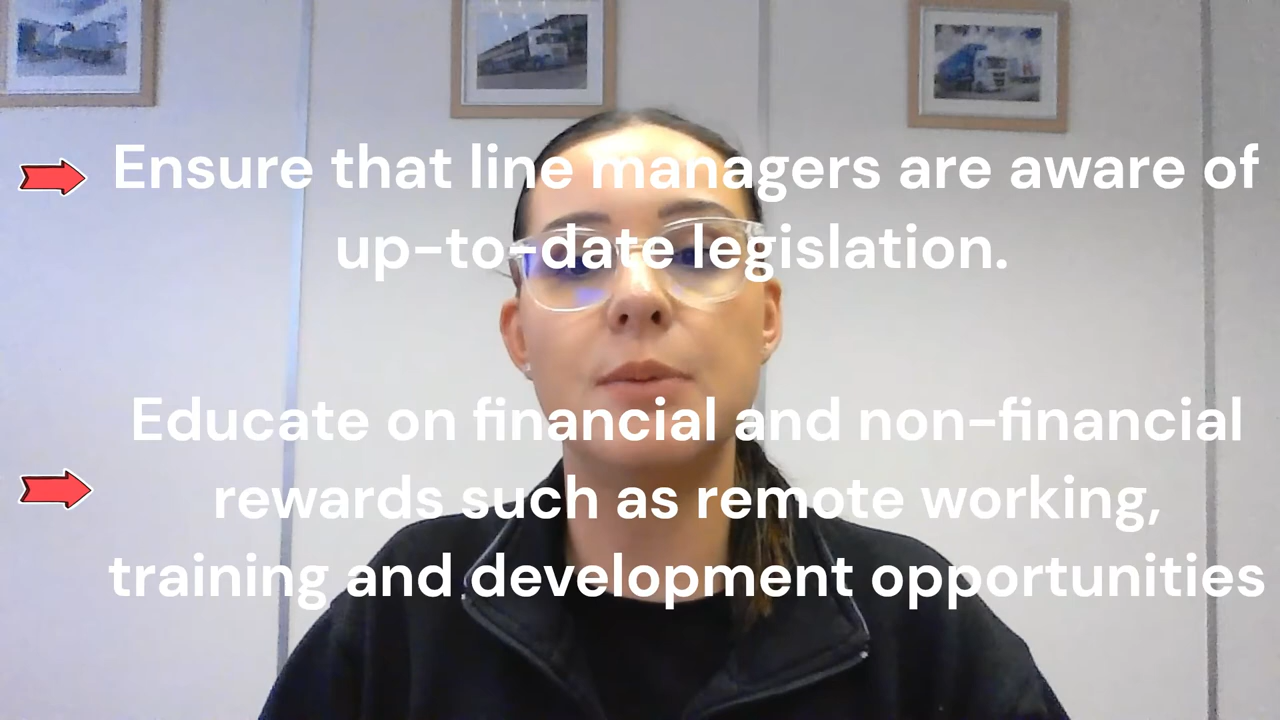 Ensure that line managers are aware of
up-to-date legislation.
Educate on financial and non-financial
rewards such as remote working,
training and development opportunities